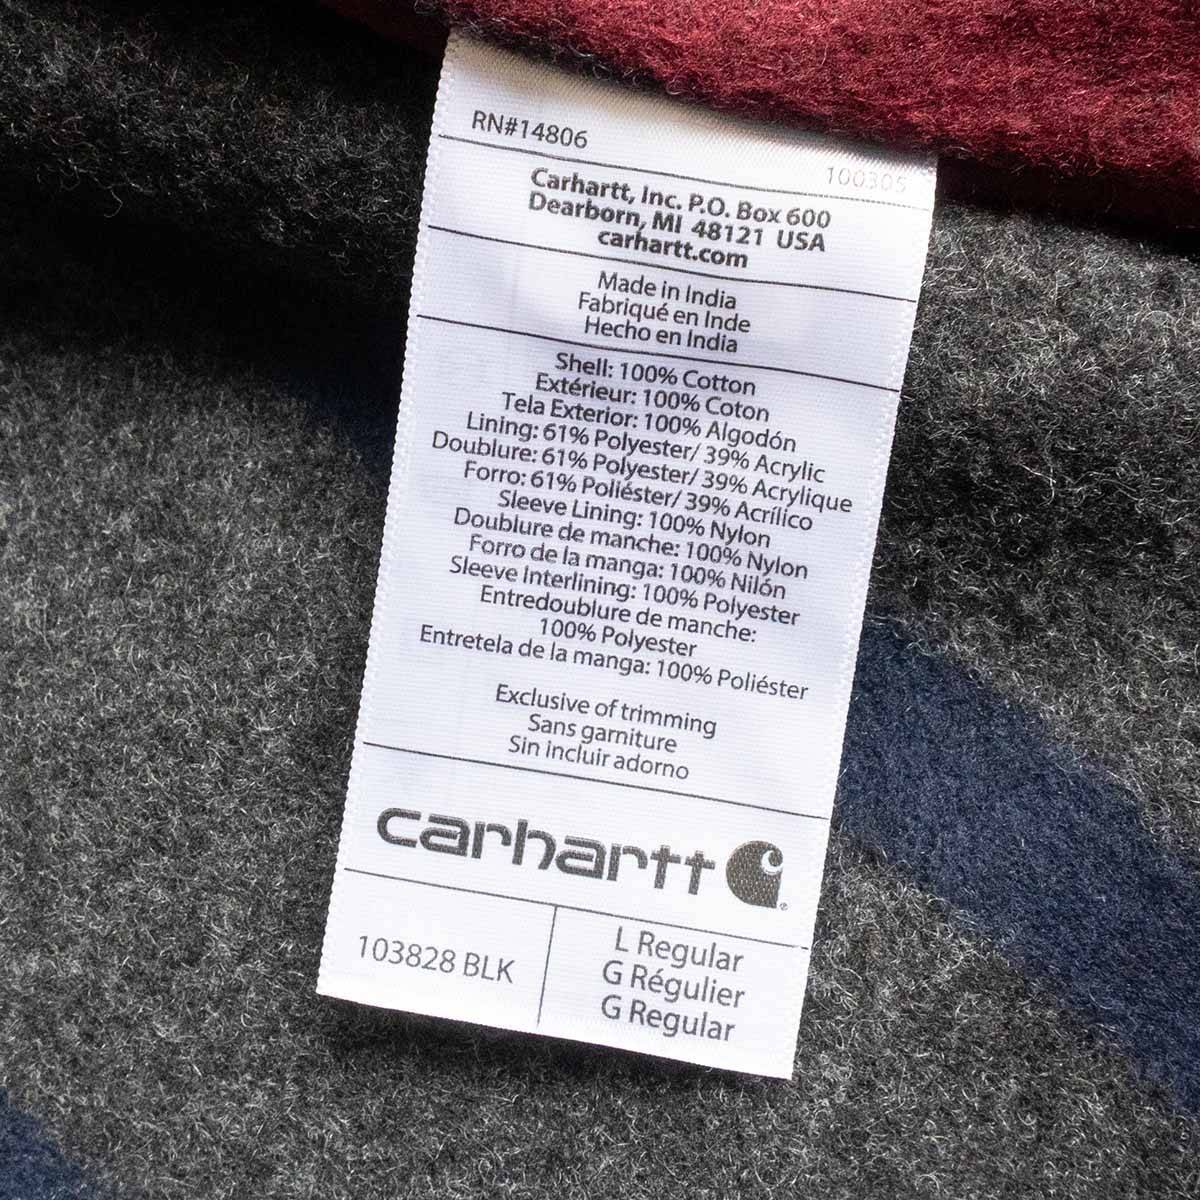 RN#14806
100305
Carhartt, Inc. P.O. Box 600
Dearborn, MI 48121 USA
carhartt.com
Made in India
Fabriqué en Inde
Hecho en India
Shell: 100% Cotton
Extérieur: 100% Coton
Tela Exterior: 100% Algodón
Lining: 61% Polyester/ 39% Acrylic
Doublure: 61% Polyester/ 39% Acrylique
Forro: 61% Poliéster/ 39% Acrílico
Sleeve Lining: 100% Nylon
Doublure de manche: 100% Nylon
Forro de la manga: 100% Nilón
Sleeve Interlining: 100% Polyester
Entredoublure de manche:
100% Polyester
Entretela de la manga: 100% Poliéster
Exclusive of trimming
Sans garniture
Sin incluir adorno
carhartt
103828 BLK
L Regular
G Régulier
G Regular